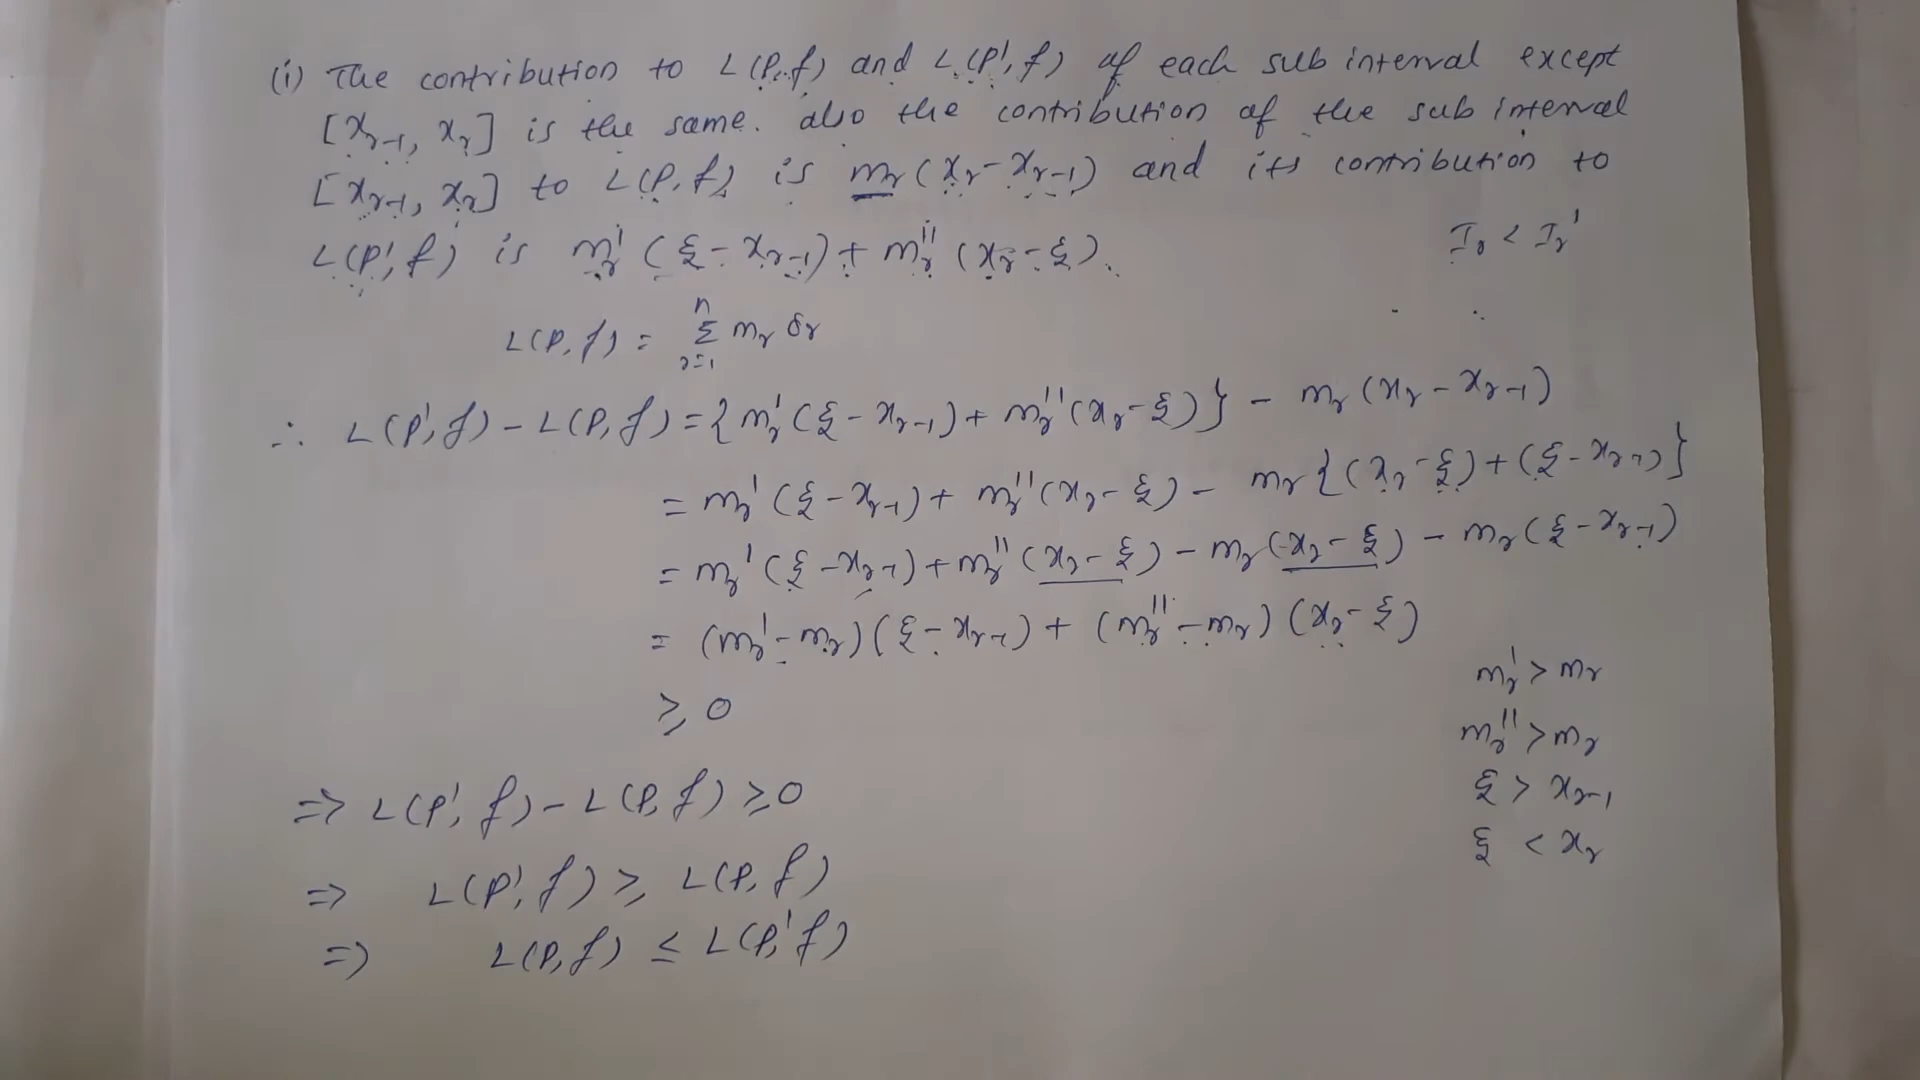 (i) The contribution to L(P,f) and L(P',f) of each sub interval except
[x_{r-1}, x_r] is the same. also the contribution of the sub interval
[x_{r-1}, x_r] to L(P,f) is m_r(x_r - x_{r-1}) and its contribution to
L(P',f) is m_r'(ξ - x_{r-1}) + m_r''(x_r - ξ).
I_r < I_r'
L(P,f) = Σ_{r=1}^{n} m_r δ_r
∴ L(P',f) - L(P,f) = {m_r'(ξ - x_{r-1}) + m_r''(x_r - ξ)} - m_r(x_r - x_{r-1})
= m_r'(ξ - x_{r-1}) + m_r''(x_r - ξ) - m_r{(x_r - ξ) + (ξ - x_{r-1})}
= m_r'(ξ - x_{r-1}) + m_r''(x_r - ξ) - m_r(x_r - ξ) - m_r(ξ - x_{r-1})
= (m_r' - m_r)(ξ - x_{r-1}) + (m_r'' - m_r)(x_r - ξ)
≥ 0
m_r' > m_r
m_r'' > m_r
ξ > x_{r-1}
ξ < x_r
⇒ L(P',f) - L(P,f) ≥ 0
⇒ L(P',f) ≥ L(P,f)
⇒ L(P,f) ≤ L(P',f)